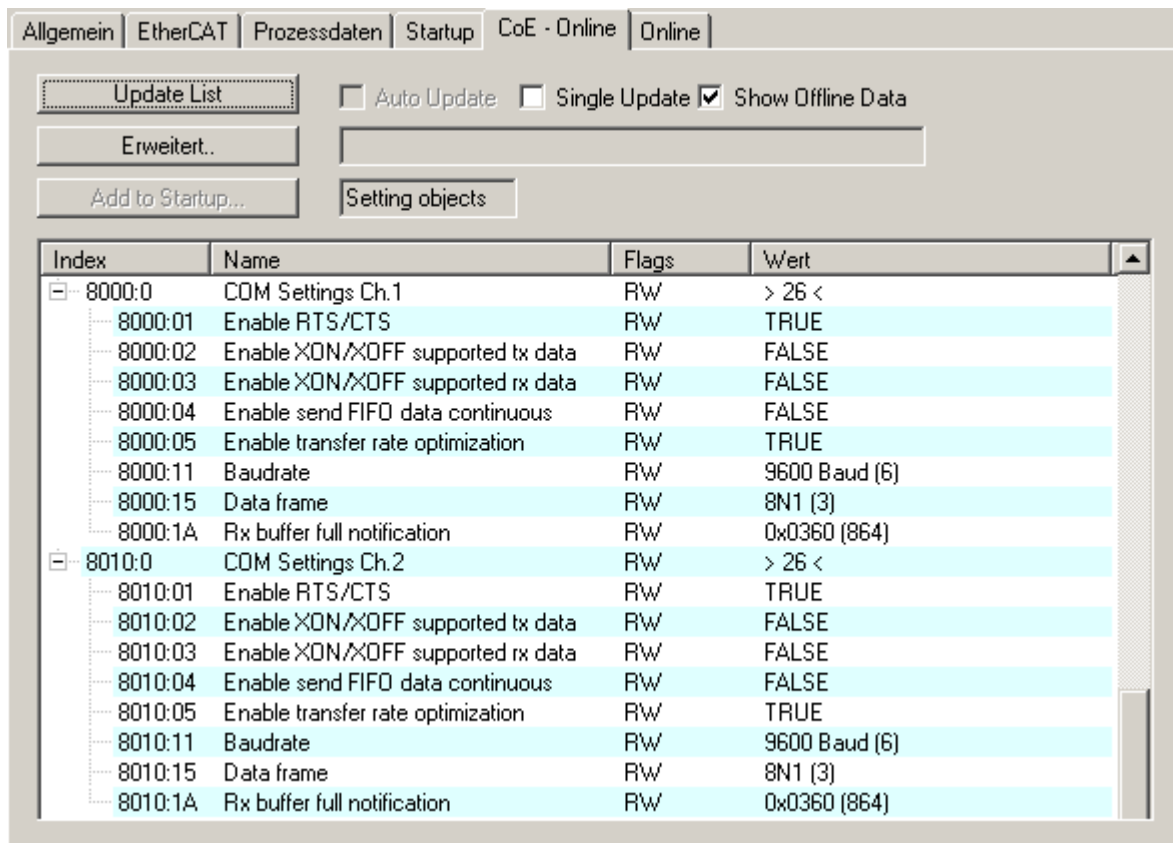 Allgemein EtherCAT Prozessdaten Startup CoE - Online Online
Update List Auto Update Single Update Show Offline Data
Erweitert..
Add to Startup... Setting objects
Index Name Flags Wert
8000:0 COM Settings Ch.1 RW > 26 <
8000:01 Enable RTS/CTS RW TRUE
8000:02 Enable XON/XOFF supported tx data RW FALSE
8000:03 Enable XON/XOFF supported rx data RW FALSE
8000:04 Enable send FIFO data continuous RW FALSE
8000:05 Enable transfer rate optimization RW TRUE
8000:11 Baudrate RW 9600 Baud (6)
8000:15 Data frame RW 8N1 (3)
8000:1A Rx buffer full notification RW 0x0360 (864)
8010:0 COM Settings Ch.2 RW > 26 <
8010:01 Enable RTS/CTS RW TRUE
8010:02 Enable XON/XOFF supported tx data RW FALSE
8010:03 Enable XON/XOFF supported rx data RW FALSE
8010:04 Enable send FIFO data continuous RW FALSE
8010:05 Enable transfer rate optimization RW TRUE
8010:11 Baudrate RW 9600 Baud (6)
8010:15 Data frame RW 8N1 (3)
8010:1A Rx buffer full notification RW 0x0360 (864)